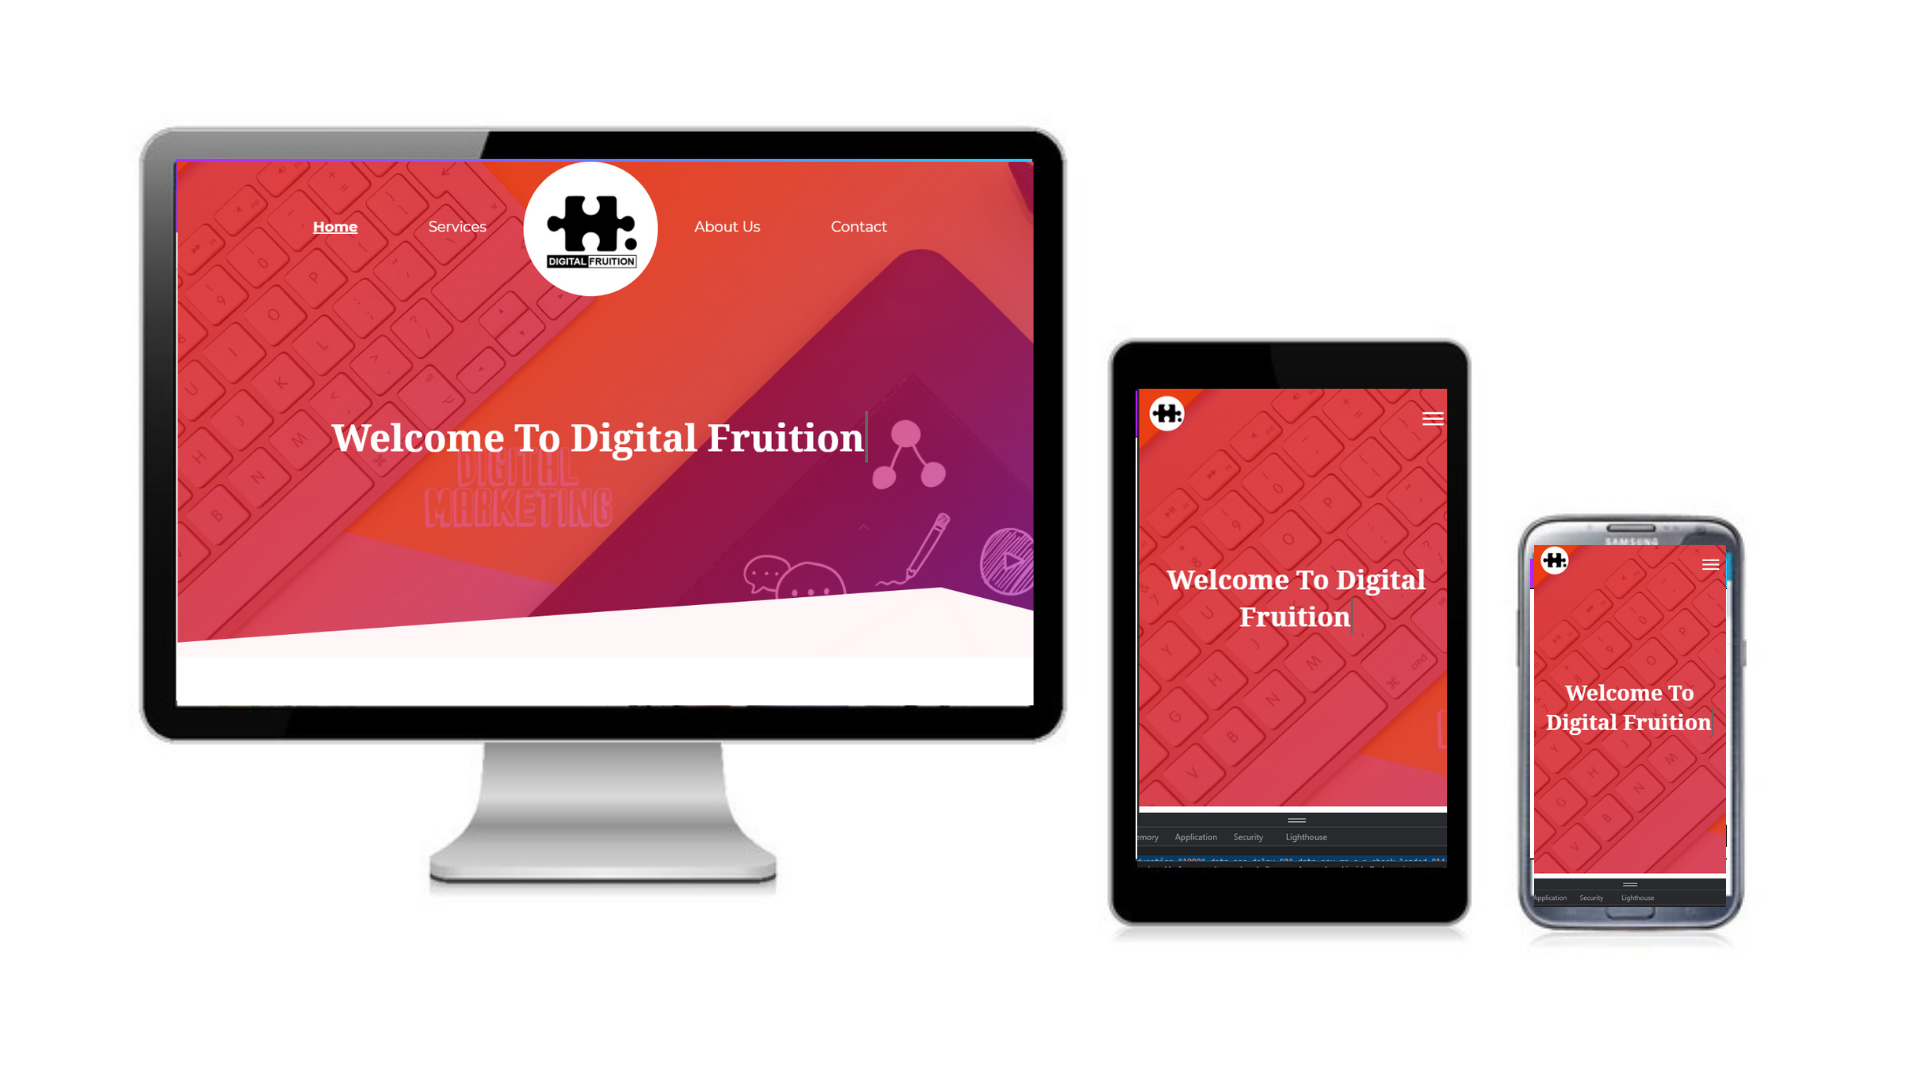 Home
Services
DIGITAL FRUITION
About Us
Contact
Welcome To Digital Fruition
DIGITAL
MARKETING
Welcome To Digital
Fruition
emory
Application
Security
Lighthouse
SAMSUNG
Welcome To
Digital Fruition
Application
Security
Lighthouse